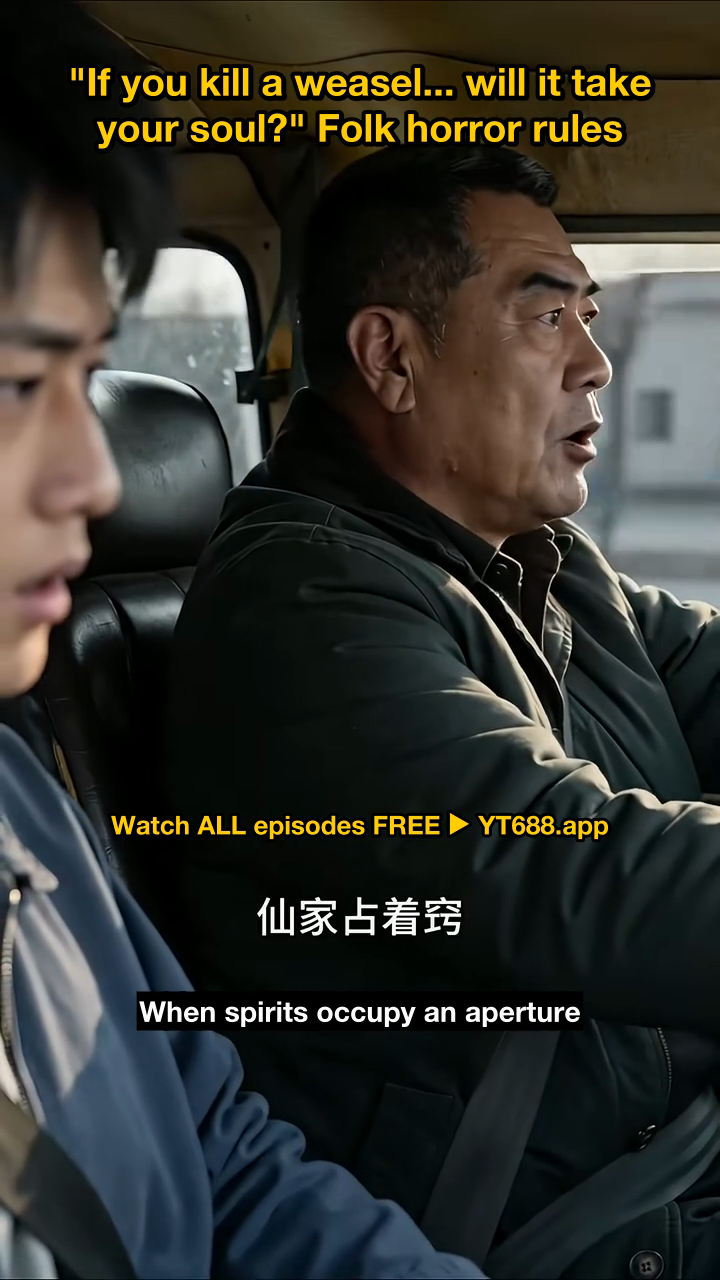 "If you kill a weasel... will it take
your soul?" Folk horror rules
Watch ALL episodes FREE ▶ YT688.app
仙家占着窍
When spirits occupy an aperture